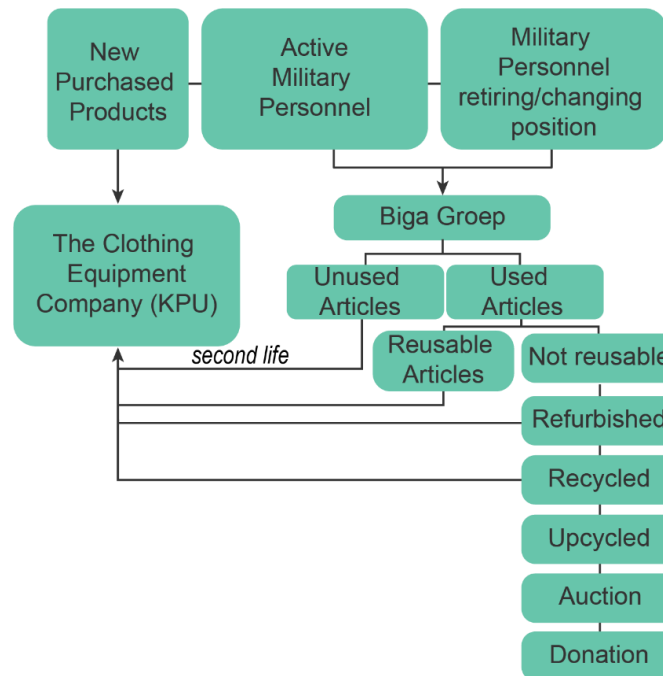 New
Purchased
Products
Active
Military
Personnel
Military
Personnel
retiring/changing
position
The Clothing
Equipment
Company (KPU)
Biga Groep
Unused
Articles
Used
Articles
second life
Reusable
Articles
Not reusable
Refurbished
Recycled
Upcycled
Auction
Donation